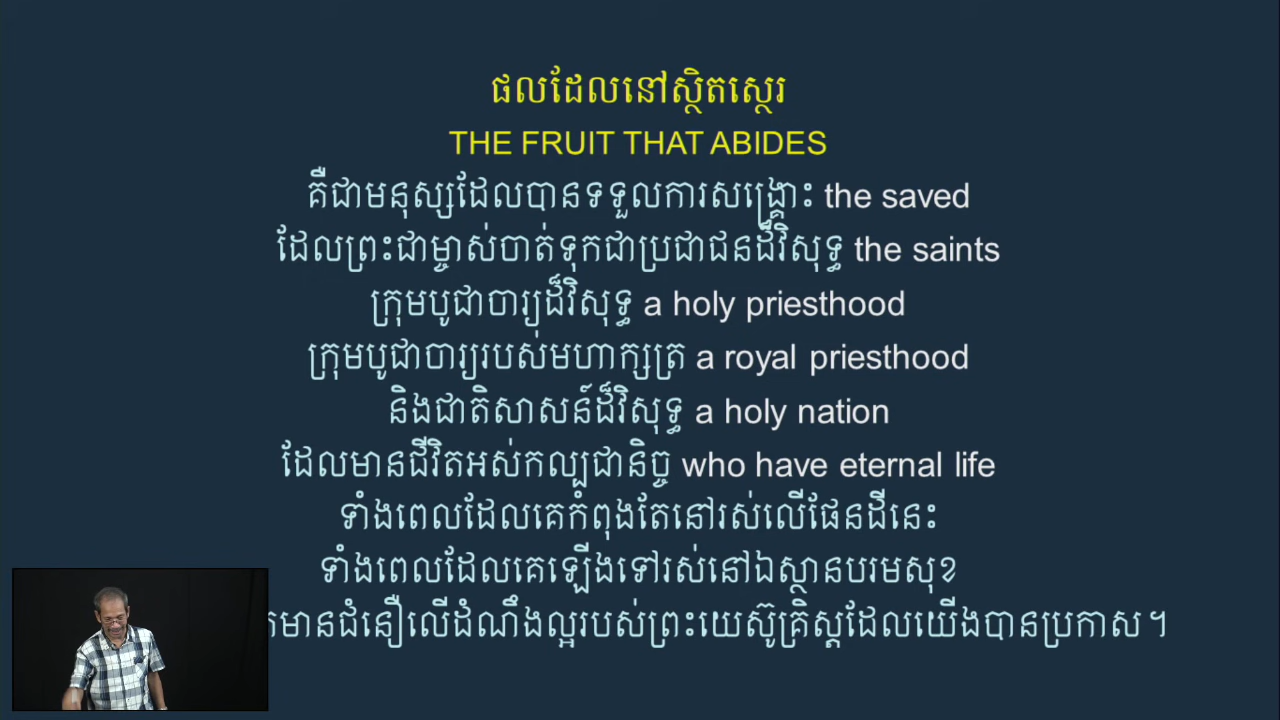 ផលដែលនៅស្ថិតស្ថេរ
THE FRUIT THAT ABIDES
គឺជាមនុស្សដែលបានទទួលការសង្គ្រោះ the saved
ដែលព្រះជាម្ចាស់ចាត់ទុកជាប្រជាជនដ៏វិសុទ្ធ the saints
ក្រុមបូជាចារ្យដ៏វិសុទ្ធ a holy priesthood
ក្រុមបូជាចារ្យរបស់មហាក្សត្រ a royal priesthood
និងជាតិសាសន៍ដ៏វិសុទ្ធ a holy nation
ដែលមានជីវិតអស់កល្បជានិច្ច who have eternal life
ទាំងពេលដែលគេកំពុងតែនៅរស់លើផែនដីនេះ
ទាំងពេលដែលគេឡើងទៅរស់នៅឯស្ថានបរមសុខ
មានជំនឿលើដំណឹងល្អរបស់ព្រះយេស៊ូគ្រិស្តដែលយើងបានប្រកាស។